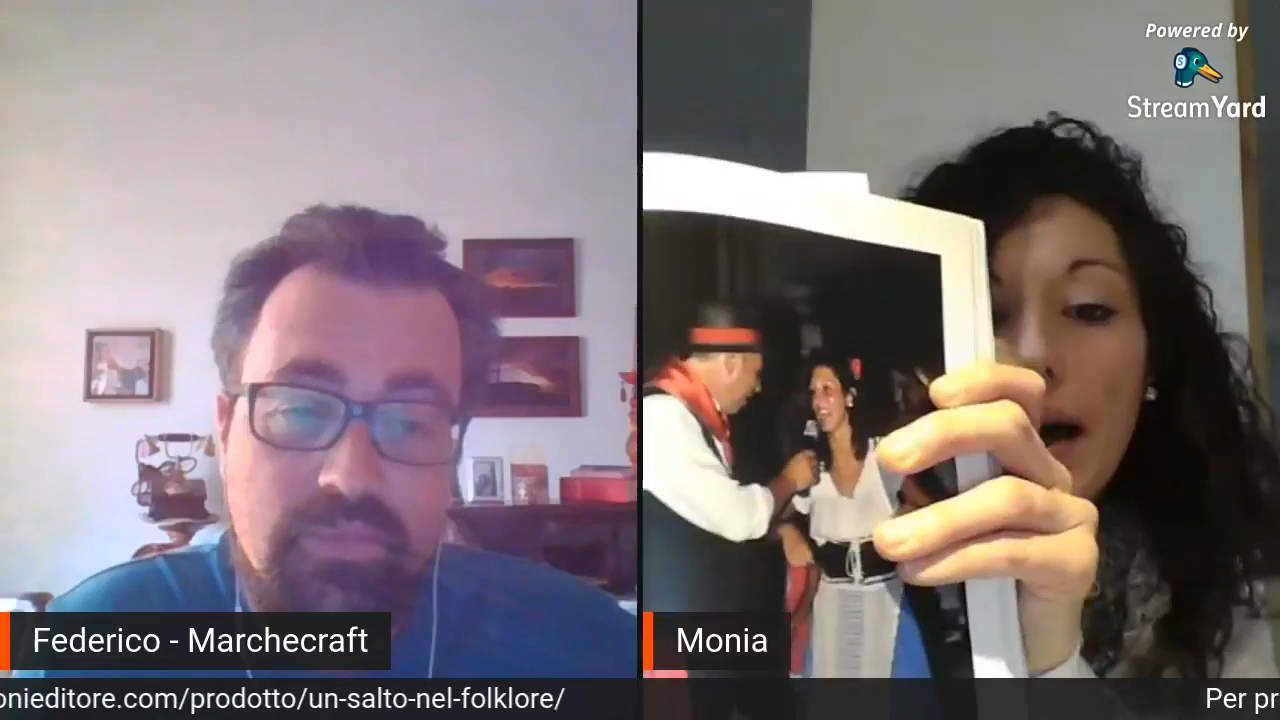 Powered by
StreamYard
Federico - Marchecraft
Monia
onieditore.com/prodotto/un-salto-nel-folklore/
Per pr